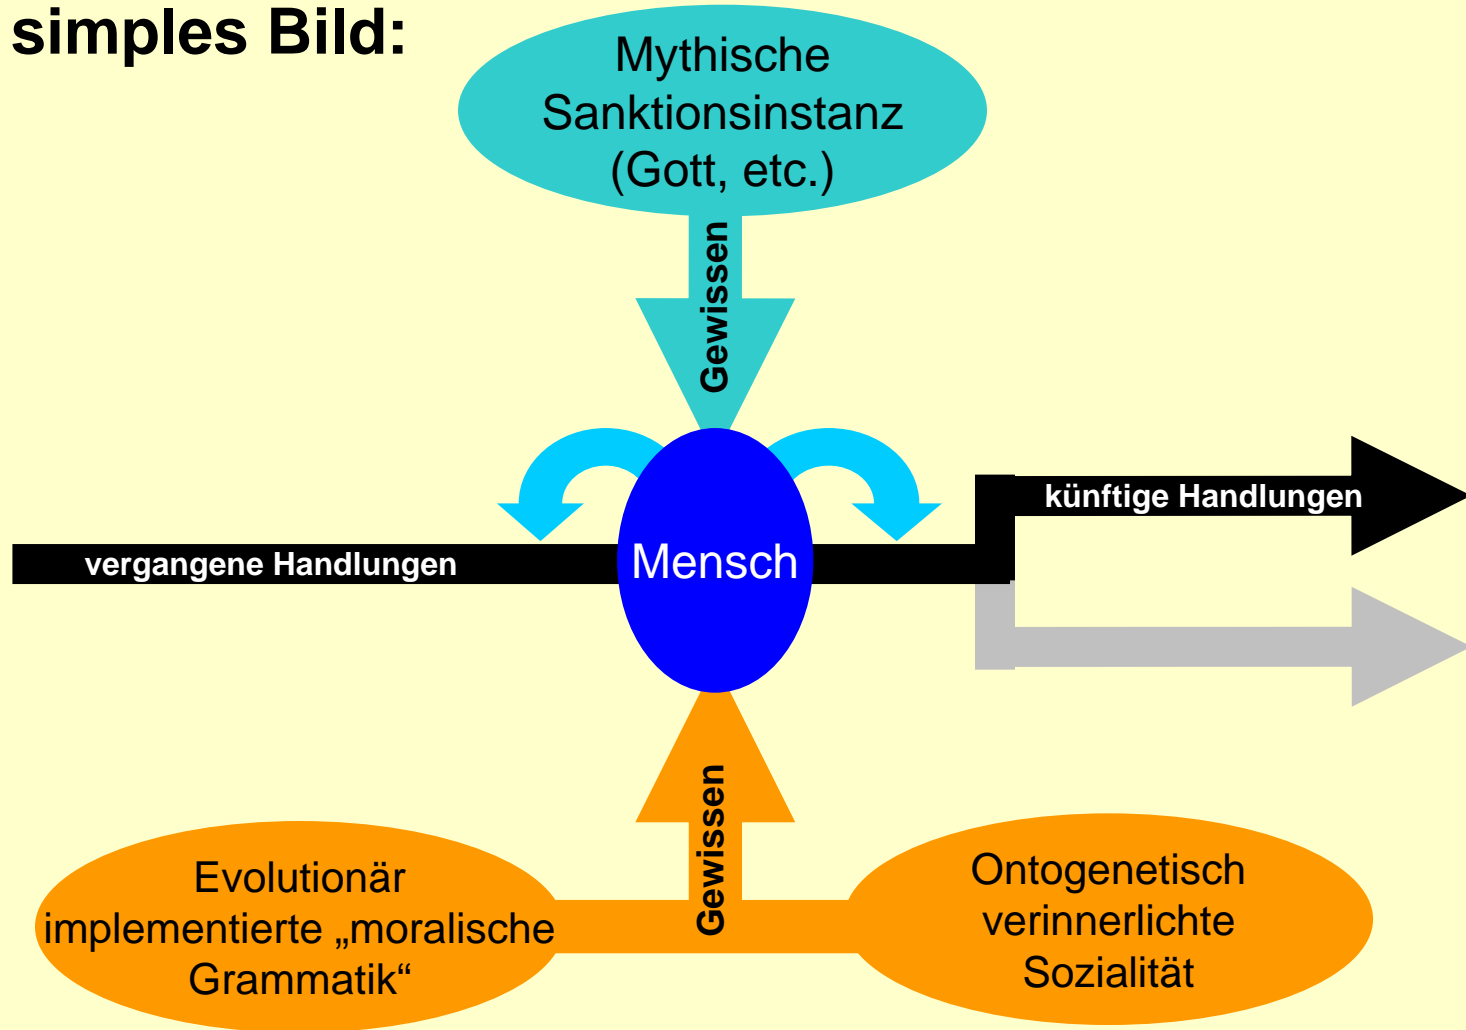 simples Bild:
Mythische
Sanktionsinstanz
(Gott, etc.)
Gewissen
künftige Handlungen
vergangene Handlungen
Mensch
Gewissen
Evolutionär
implementierte „moralische
Grammatik“
Ontogenetisch
verinnerlichte
Sozialität